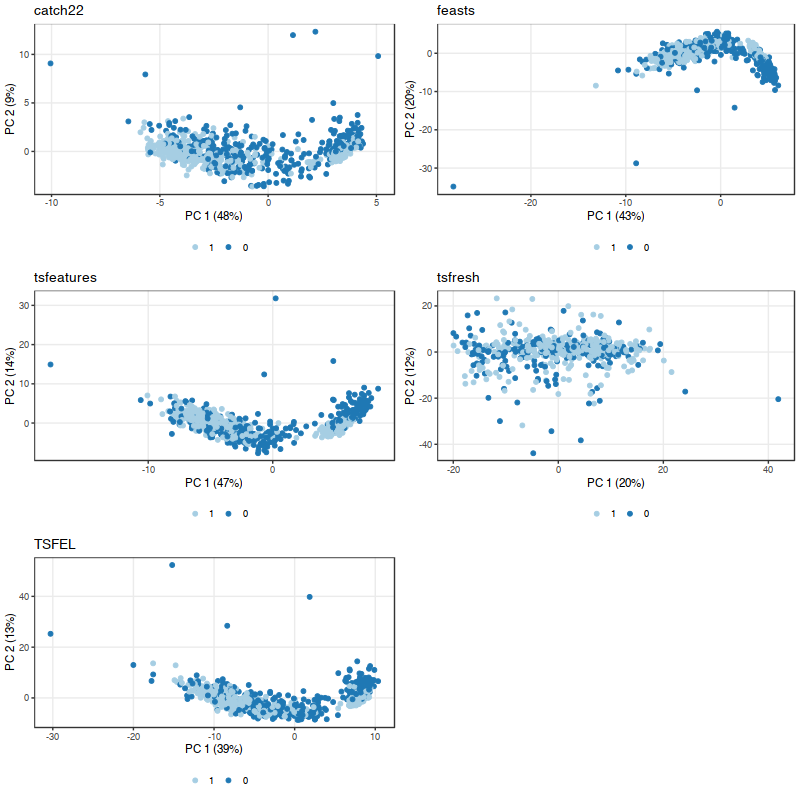 catch22
10
5
0
-10
-5
0
5
PC 2 (9%)
PC 1 (48%)
1 0
feasts
0
-10
-20
-30
-20
-10
0
PC 2 (20%)
PC 1 (43%)
1 0
tsfeatures
30
20
10
0
-10
0
PC 2 (14%)
PC 1 (47%)
1 0
tsfresh
20
0
-20
-40
-20
0
20
40
PC 2 (12%)
PC 1 (20%)
1 0
TSFEL
40
20
0
-30
-20
-10
0
10
PC 2 (13%)
PC 1 (39%)
1 0